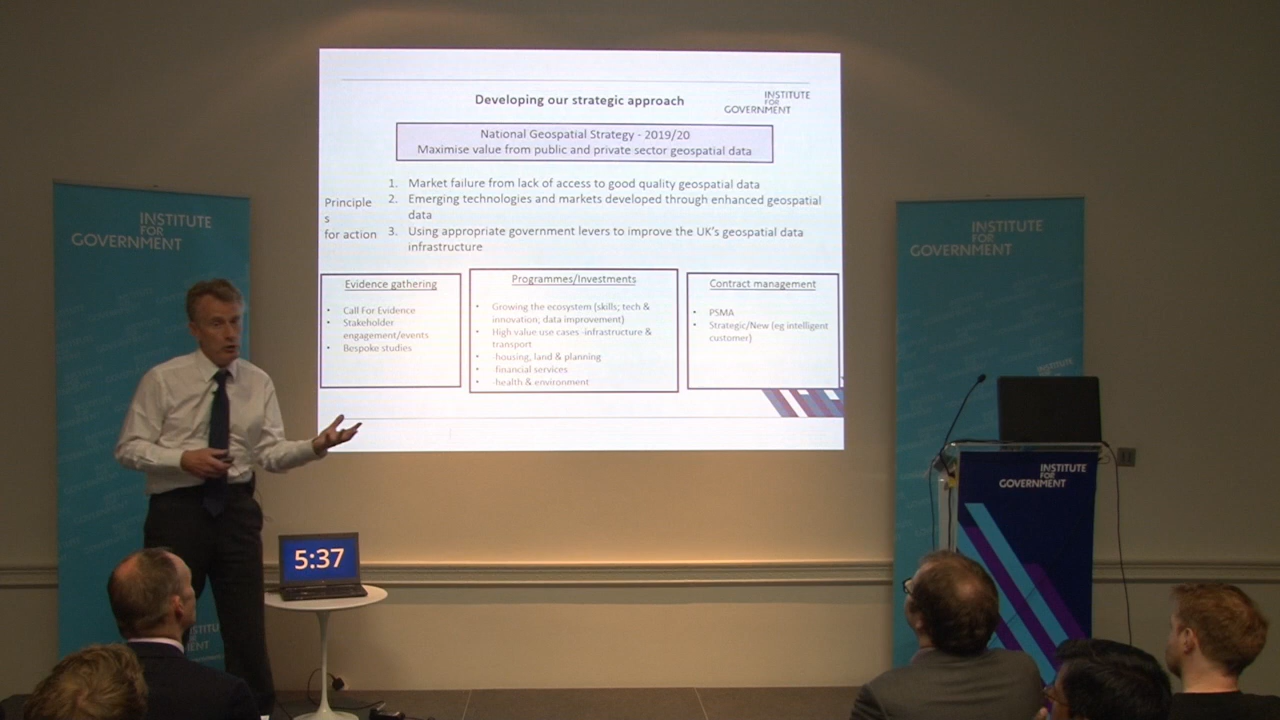 Developing our strategic approach
INSTITUTE
FOR
GOVERNMENT
National Geospatial Strategy - 2019/20
Maximise value from public and private sector geospatial data
Principle
s
for action
1. Market failure from lack of access to good quality geospatial data
2. Emerging technologies and markets developed through enhanced geospatial
data
3. Using appropriate government levers to improve the UK's geospatial data
infrastructure
Evidence gathering
• Call For Evidence
• Stakeholder
engagement/events
• Bespoke studies
Programmes/Investments
• Growing the ecosystem (skills; tech &
innovation; data improvement)
• High value use cases -infrastructure &
transport
• -housing, land & planning
• -financial services
• -health & environment
Contract management
• PSMA
• Strategic/New (eg intelligent
customer)
INSTITUTE
FOR
GOVERNMENT
INSTITUTE
FOR
GOVERNMENT
INSTITUTE
FOR
GOVERNMENT
5:37